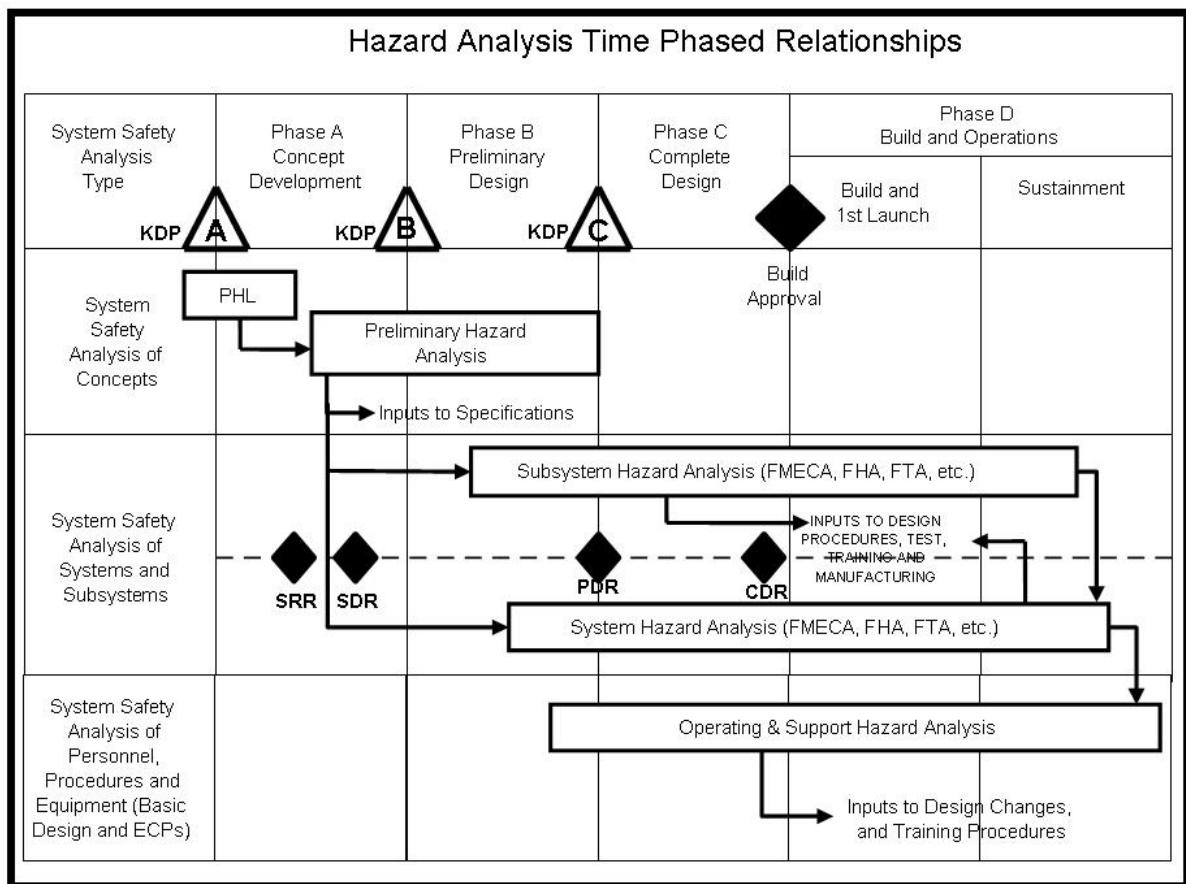 Hazard Analysis Time Phased Relationships
System Safety
Analysis
Type
Phase A
Concept
Development
Phase B
Preliminary
Design
Phase C
Complete
Design
Phase D
Build and Operations
Build and
1st Launch
Sustainment
KDP
A
KDP
B
KDP
C
Build
Approval
System
Safety
Analysis of
Concepts
PHL
Preliminary Hazard
Analysis
Inputs to Specifications
System Safety
Analysis of
Systems and
Subsystems
Subsystem Hazard Analysis (FMECA, FHA, FTA, etc.)
INPUTS TO DESIGN
PROCEDURES, TEST,
TRAINING AND
MANUFACTURING
SRR
SDR
PDR
CDR
System Hazard Analysis (FMECA, FHA, FTA, etc.)
System Safety
Analysis of
Personnel,
Procedures and
Equipment (Basic
Design and ECPs)
Operating & Support Hazard Analysis
Inputs to Design Changes,
and Training Procedures